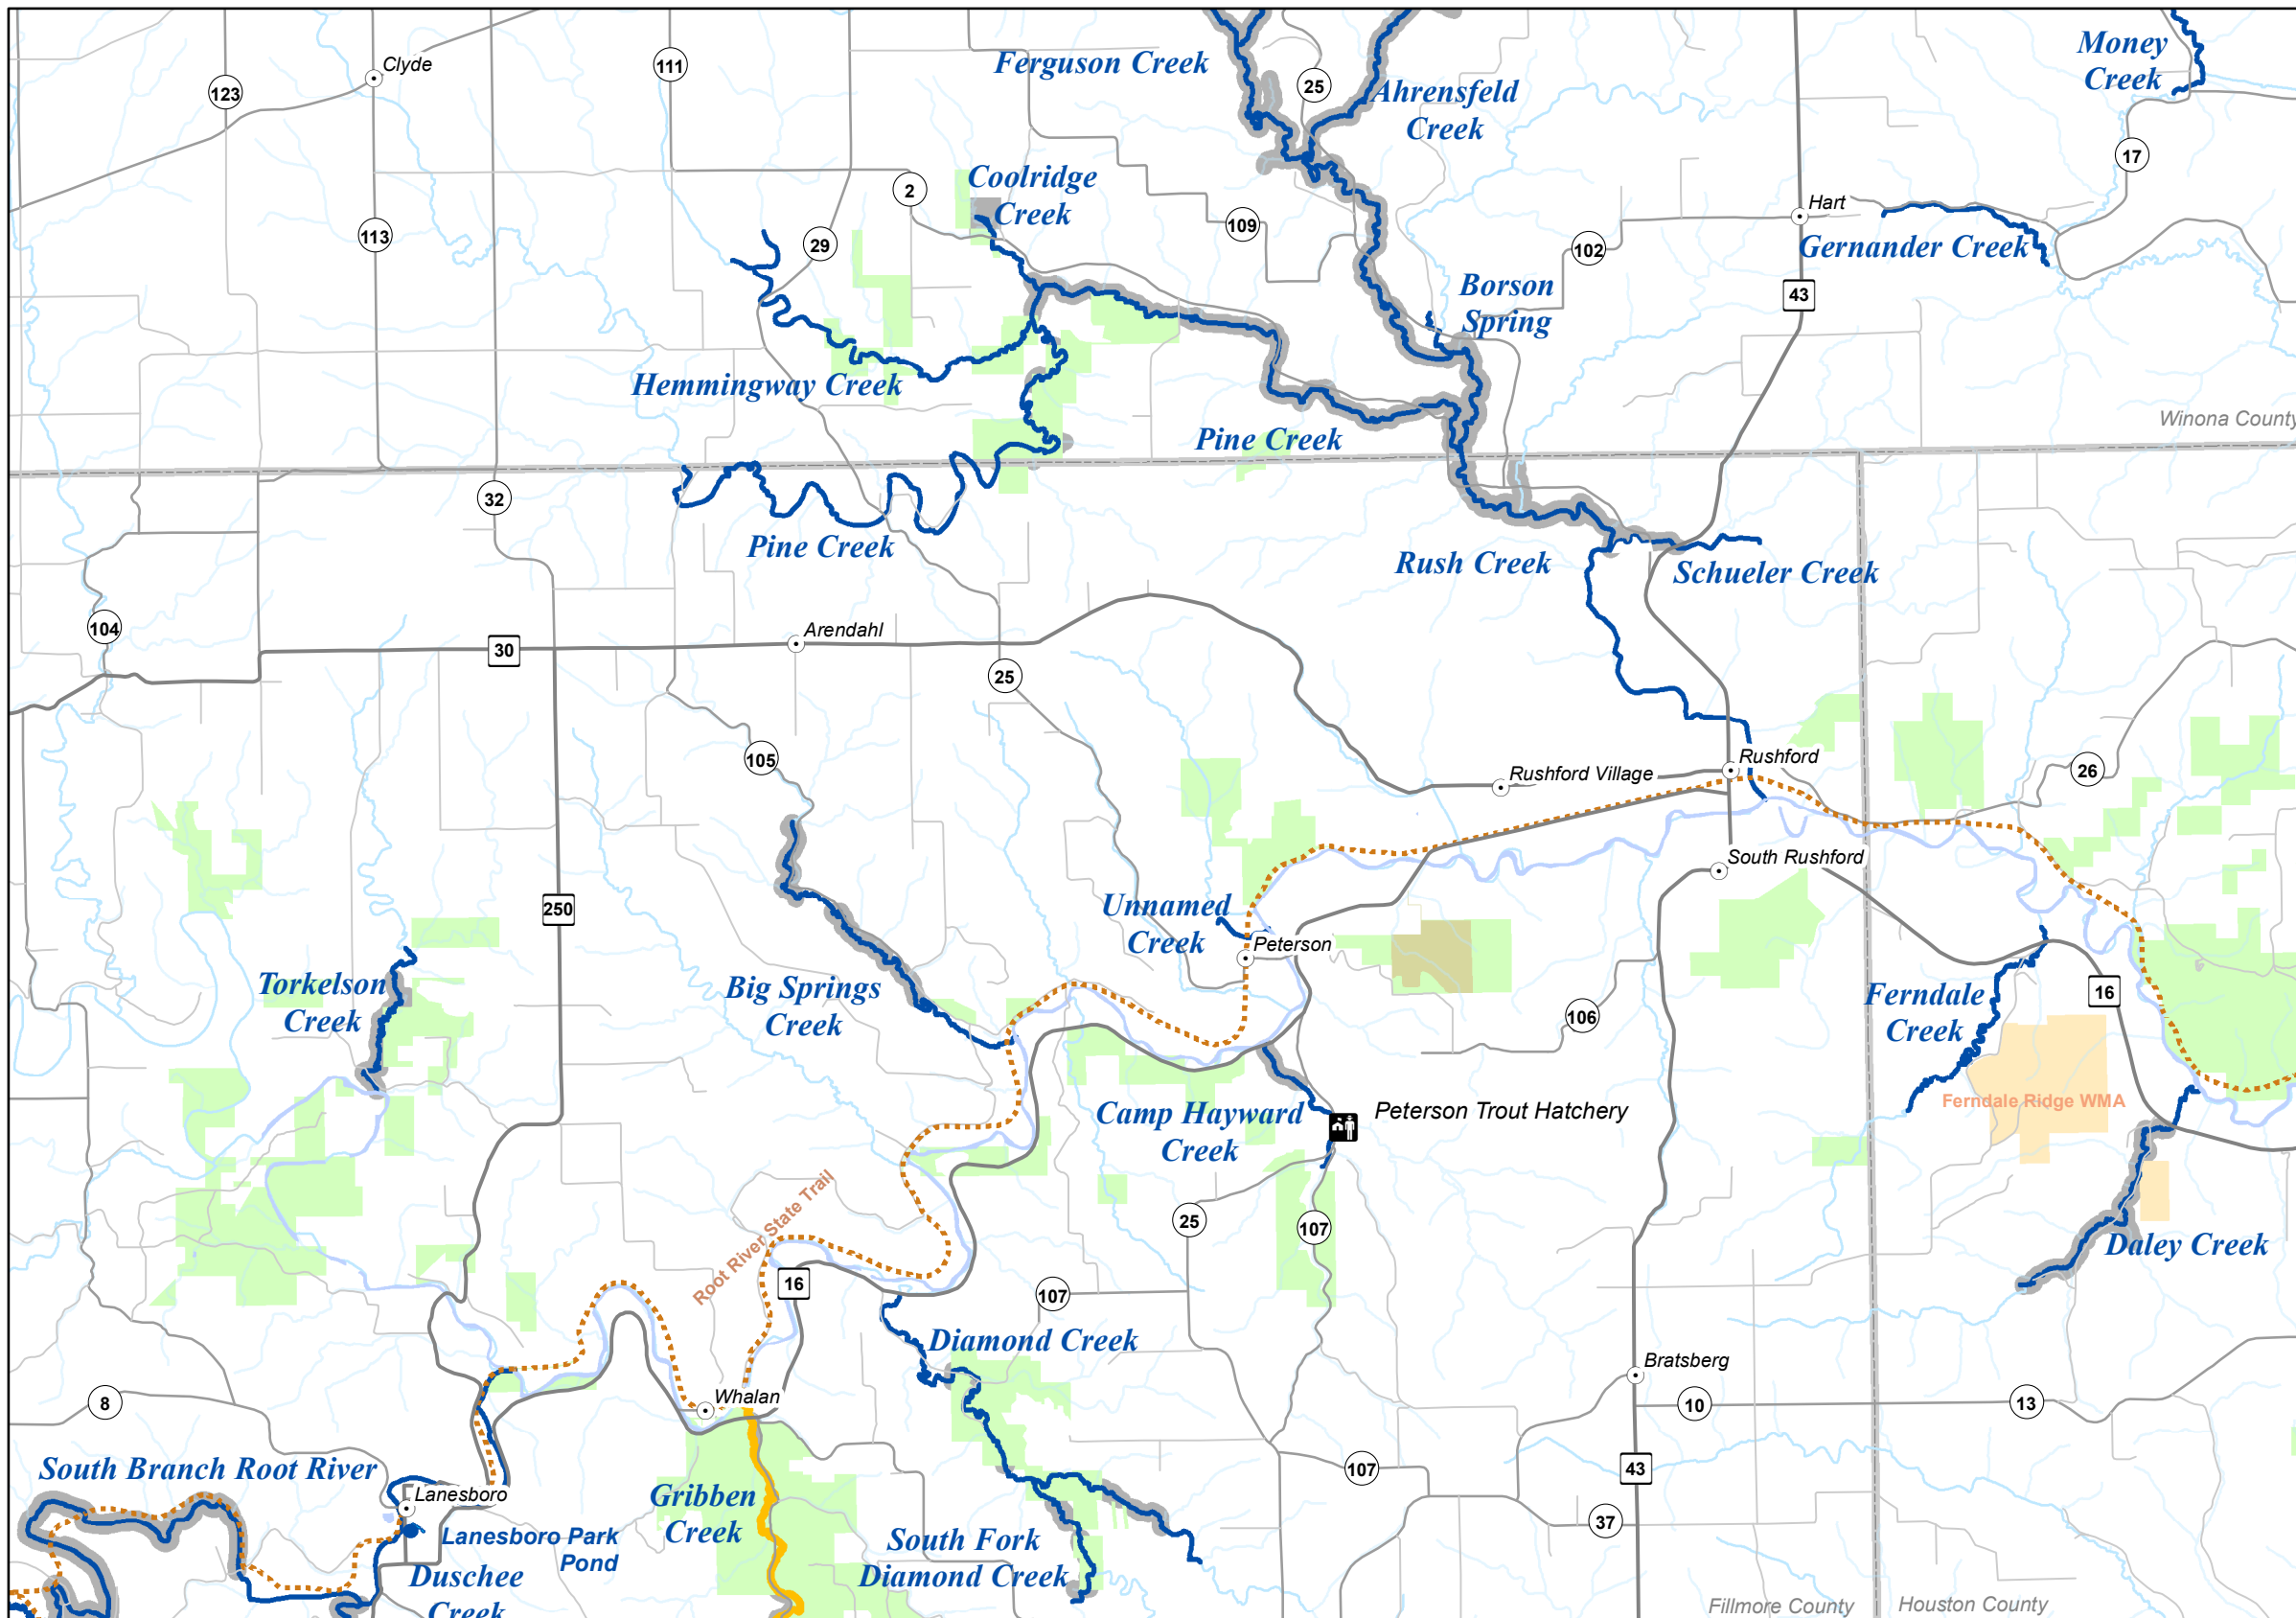 Clyde
123
111
Ferguson Creek
25
Ahrensfeld
Creek
Money
Creek
17
113
2
Coolridge
Creek
29
109
102
Hart
Gernander Creek
43
Borson
Spring
Hemmingway Creek
Pine Creek
Winona County
32
Pine Creek
Rush Creek
Schueler Creek
104
30
Arendahl
25
105
Rushford Village
Rushford
26
South Rushford
250
Unnamed
Creek
Peterson
Torkelson
Creek
Big Springs
Creek
106
Ferndale
Creek
16
Ferndale Ridge WMA
Camp Hayward
Creek
Peterson Trout Hatchery
Root River State Trail
25
107
Daley Creek
16
107
Diamond Creek
Bratsberg
8
Whalan
10
13
South Branch Root River
107
43
Lanesboro
Gribben
Creek
37
Lanesboro Park
Pond
South Fork
Diamond Creek
Duschee
Creek
Fillmore County
Houston County